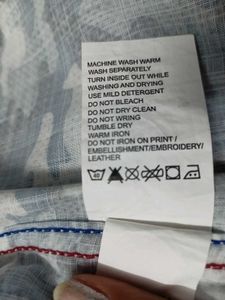 MACHINE WASH WARM
WASH SEPARATELY
TURN INSIDE OUT WHILE
WASHING AND DRYING
USE MILD DETERGENT
DO NOT BLEACH
DO NOT DRY CLEAN
DO NOT WRING
TUMBLE DRY
WARM IRON
DO NOT IRON ON PRINT /
EMBELLISHMENT/EMBROIDERY/
LEATHER